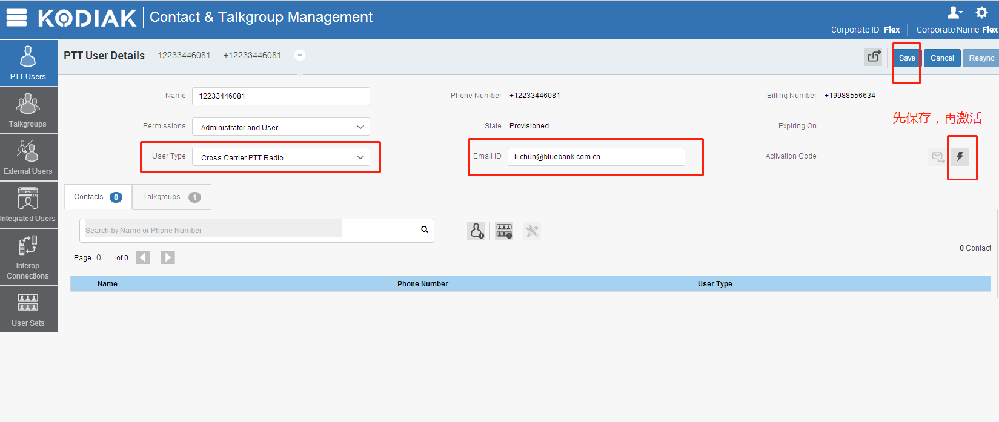 KODIAK Contact & Talkgroup Management
Corporate ID Flex Corporate Name Flex
PTT Users
Talkgroups
External Users
Integrated Users
Interop
Connections
User Sets
PTT User Details 12233446081 +12233446081
Save Cancel Resync
Name 12233446081 Phone Number +12233446081 Billing Number +19988556634
先保存，再激活
Permissions Administrator and User State Provisioned Expiring On
User Type Cross Carrier PTT Radio Email ID li.chun@bluebank.com.cn Activation Code
Contacts 0 Talkgroups 1
Search by Name or Phone Number
0 Contact
Page 0 of 0
Name Phone Number User Type